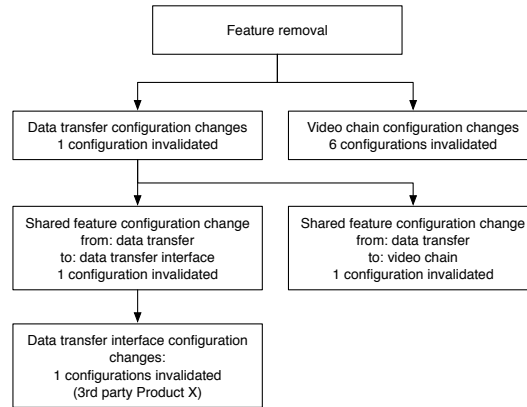 Feature removal
Data transfer configuration changes
1 configuration invalidated
Video chain configuration changes
6 configurations invalidated
Shared feature configuration change
from: data transfer
to: data transfer interface
1 configuration invalidated
Shared feature configuration change
from: data transfer
to: video chain
1 configuration invalidated
Data transfer interface configuration
changes:
1 configurations invalidated
(3rd party Product X)